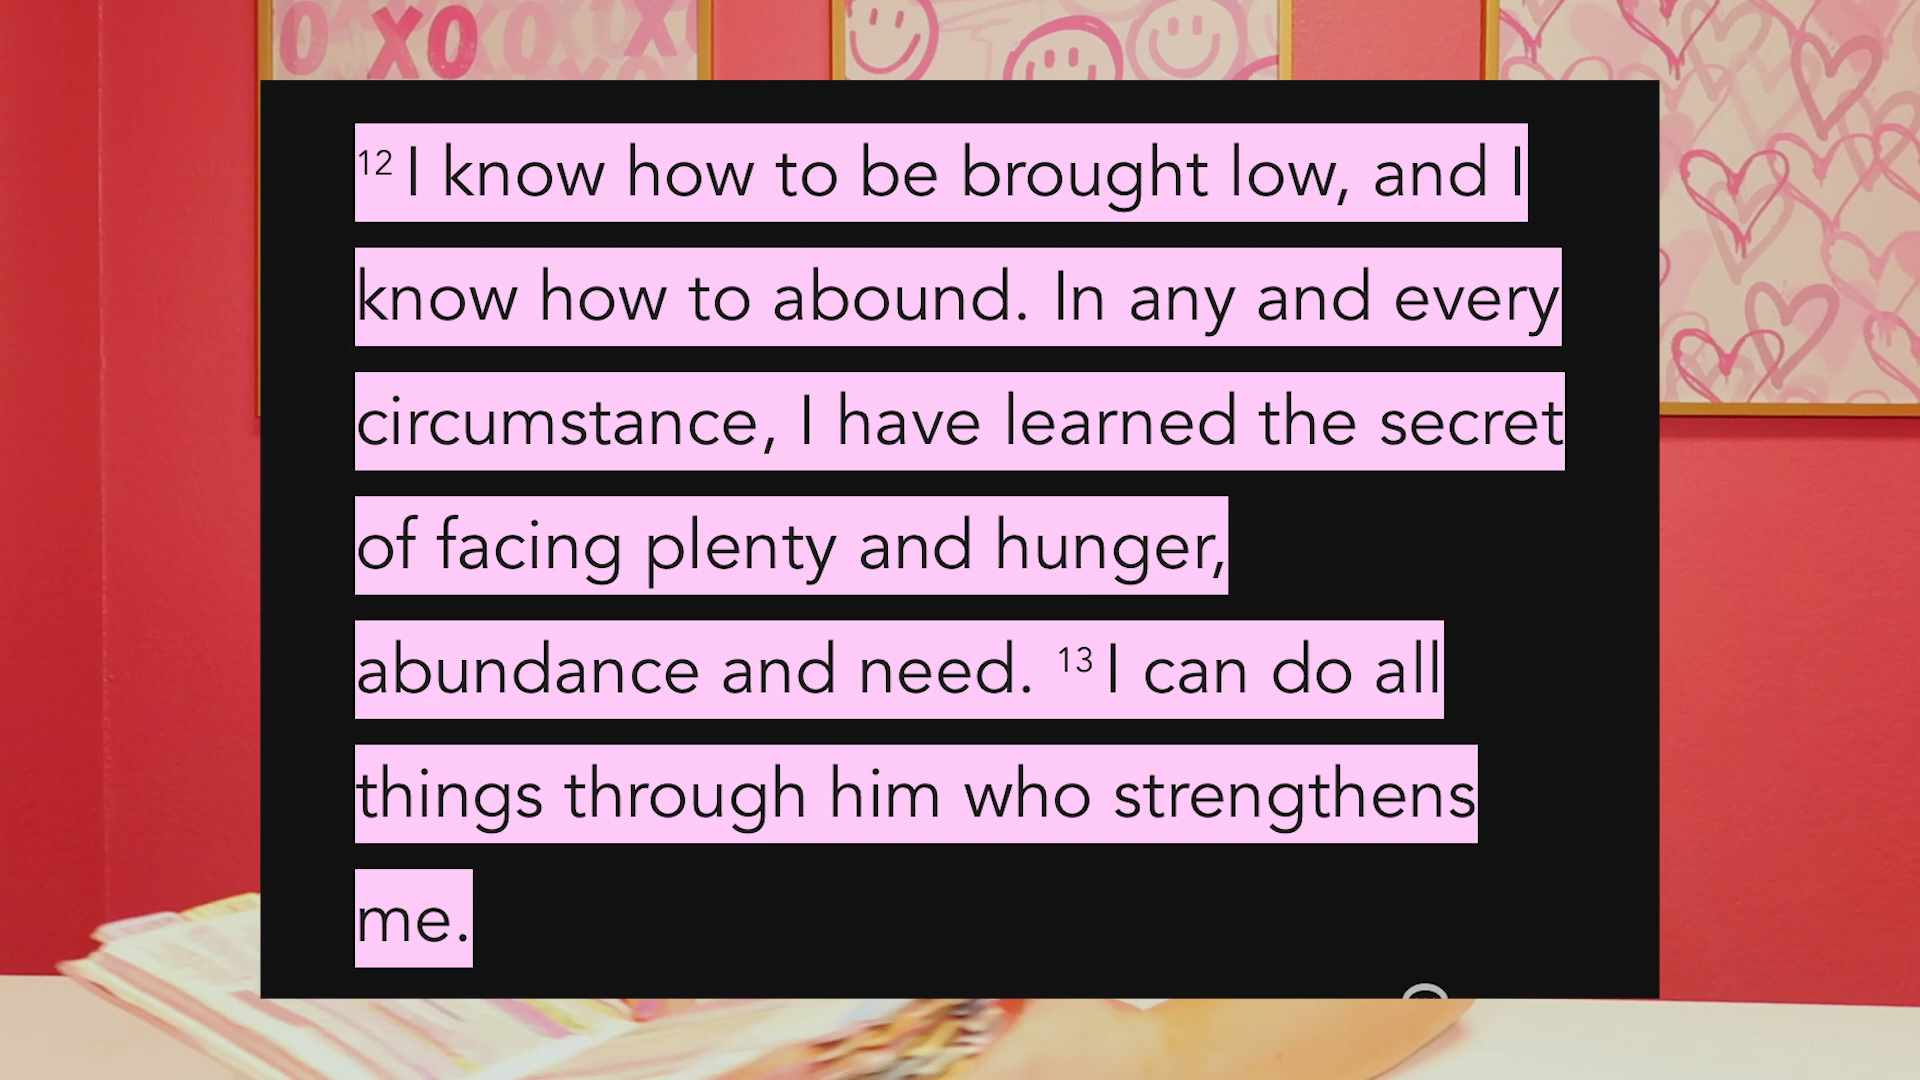 O XO O XOXO X
12 I know how to be brought low, and I
know how to abound. In any and every
circumstance, I have learned the secret
of facing plenty and hunger,
abundance and need. 13 I can do all
things through him who strengthens
me.